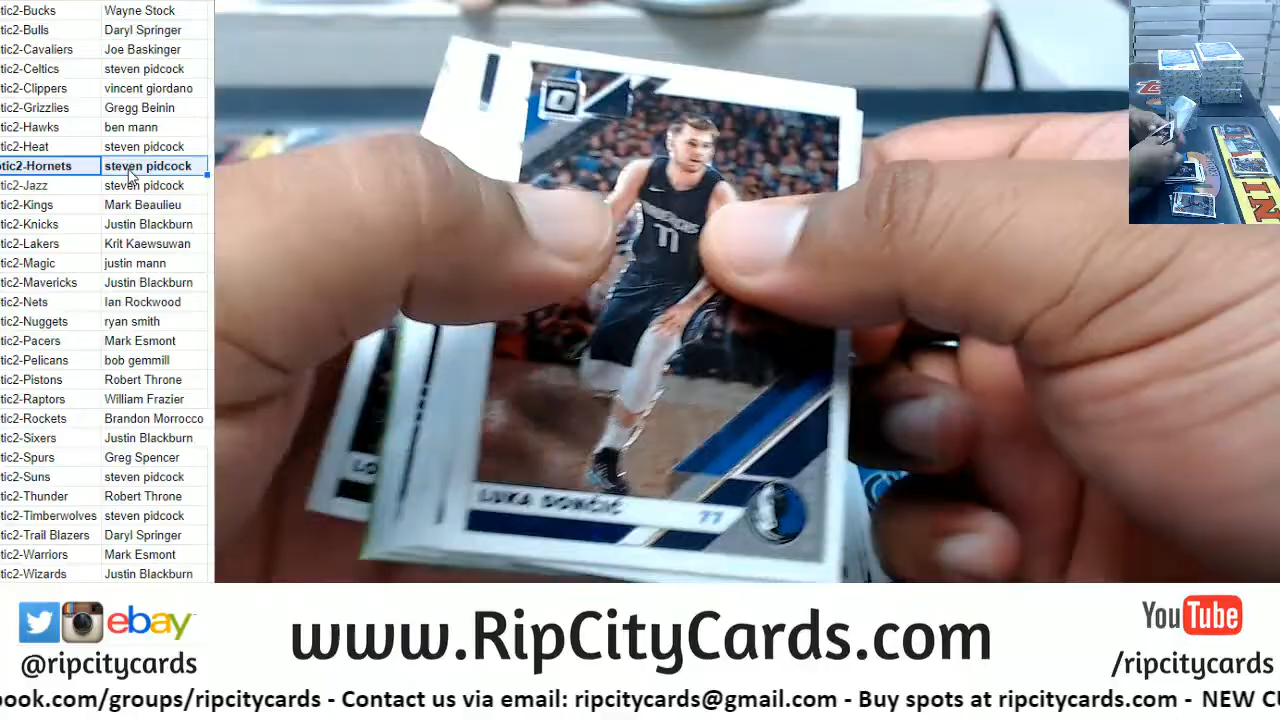 tic2-Bucks Wayne Stock
tic2-Bulls Daryl Springer
tic2-Cavaliers Joe Baskinger
tic2-Celtics steven pidcock
tic2-Clippers vincent giordano
tic2-Grizzlies Gregg Beinin
tic2-Hawks ben mann
tic2-Heat steven pidcock
otic2-Hornets steven pidcock
tic2-Jazz steven pidcock
tic2-Kings Mark Beaulieu
tic2-Knicks Justin Blackburn
tic2-Lakers Krit Kaewsuwan
tic2-Magic justin mann
tic2-Mavericks Justin Blackburn
tic2-Nets Ian Rockwood
tic2-Nuggets ryan smith
tic2-Pacers Mark Esmont
tic2-Pelicans bob gemmill
tic2-Pistons Robert Throne
tic2-Raptors William Frazier
tic2-Rockets Brandon Morrocco
tic2-Sixers Justin Blackburn
tic2-Spurs Greg Spencer
tic2-Suns steven pidcock
tic2-Thunder Robert Throne
tic2-Timberwolves steven pidcock
tic2-Trail Blazers Daryl Springer
tic2-Warriors Mark Esmont
tic2-Wizards Justin Blackburn
77
LUKA DONČIĆ 77
LO
ebay
@ripcitycards
www.RipCityCards.com
YouTube
/ripcitycards
book.com/groups/ripcitycards - Contact us via email: ripcitycards@gmail.com - Buy spots at ripcitycards.com - NEW